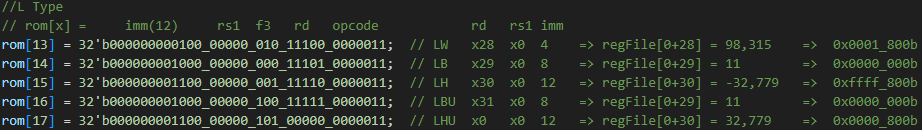 //L Type
// rom[x] = imm(12) rs1 f3 rd opcode rd rs1 imm
rom[13] = 32'b000000000100_00000_010_11100_0000011; // LW x28 x0 4 => regFile[0+28] = 98,315 => 0x0001_800b
rom[14] = 32'b000000001000_00000_000_11101_0000011; // LB x29 x0 8 => regFile[0+29] = 11 => 0x0000_000b
rom[15] = 32'b000000001100_00000_001_11110_0000011; // LH x30 x0 12 => regFile[0+30] = -32,779 => 0xffff_800b
rom[16] = 32'b000000001000_00000_100_11111_0000011; // LBU x31 x0 8 => regFile[0+29] = 11 => 0x0000_000b
rom[17] = 32'b000000001100_00000_101_00000_0000011; // LHU x0 x0 12 => regFile[0+30] = 32,779 => 0x0000_800b